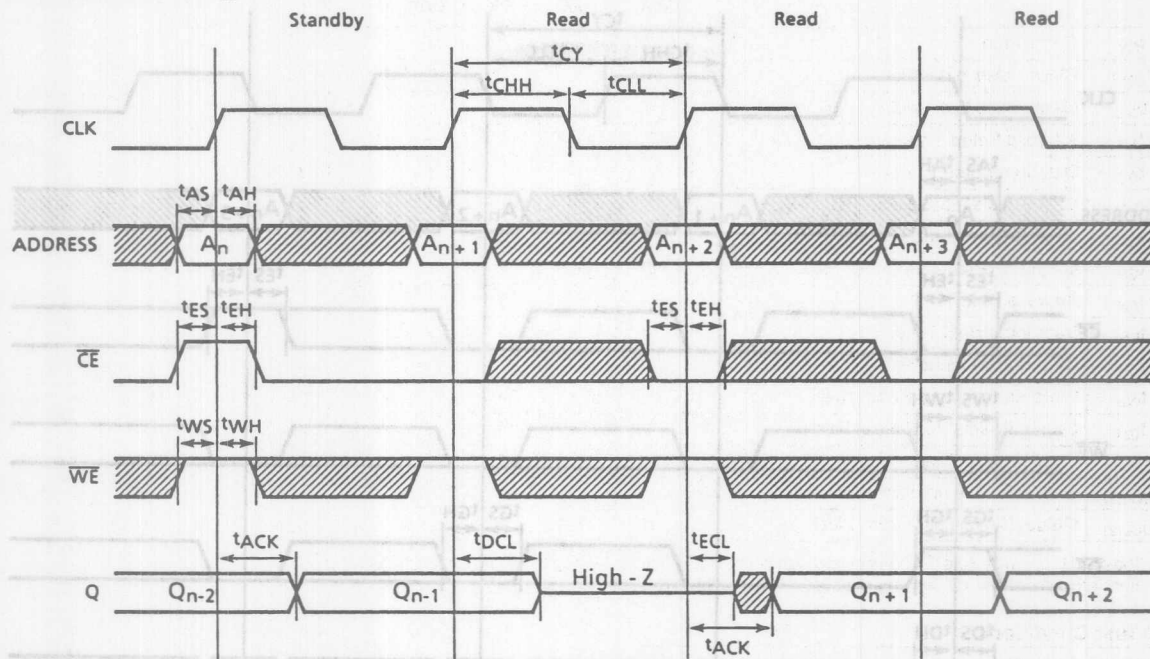 Standby Read Read Read
tCY
tCHH tCLL
CLK
tAS tAH
ADDRESS An An + 1 An + 2 An + 3
tES tEH tES tEH
CE
tWS tWH
WE
tACK tDCL tECL
High - Z
Q Qn-2 Qn-1 Qn + 1 Qn + 2
tACK